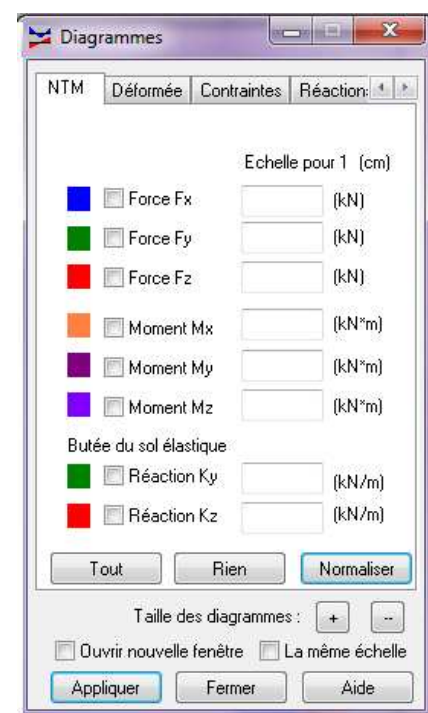 Diagrammes
NTM Déformée Contraintes Réaction:
Echelle pour 1 (cm)
Force Fx (kN)
Force Fy (kN)
Force Fz (kN)
Moment Mx (kN*m)
Moment My (kN*m)
Moment Mz (kN*m)
Butée du sol élastique
Réaction Ky (kN/m)
Réaction Kz (kN/m)
Tout Rien Normaliser
Taille des diagrammes : + --
Ouvrir nouvelle fenêtre La même échelle
Appliquer Fermer Aide